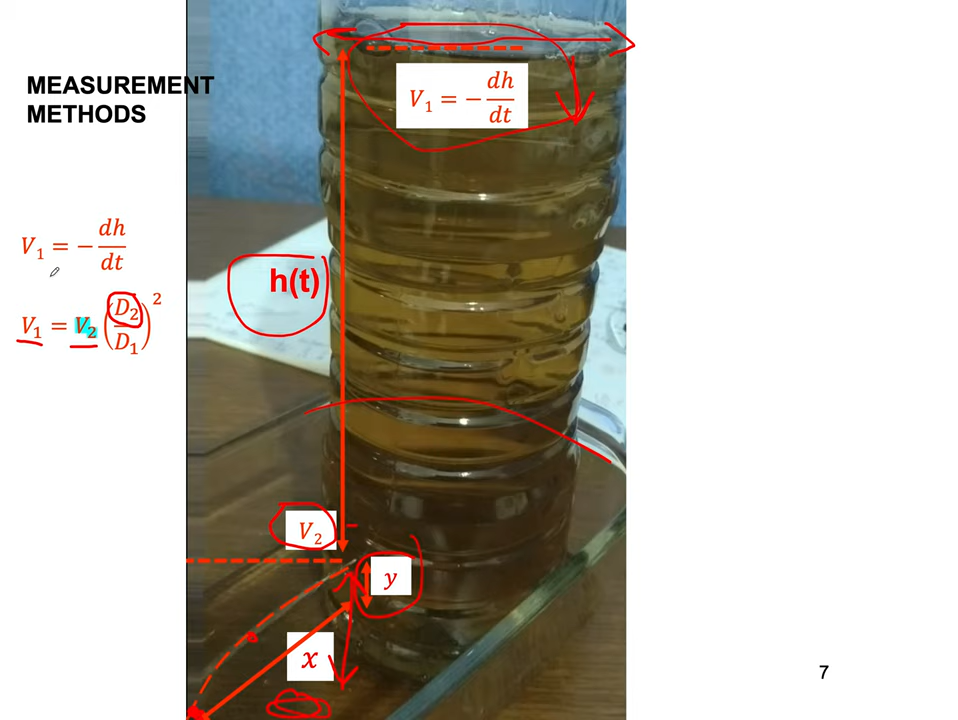 MEASUREMENT
METHODS
V₁ = − dh/dt
V₁ = − dh/dt
V₁ = V₂ (D₂/D₁)²
h(t)
V₂
y
x
7